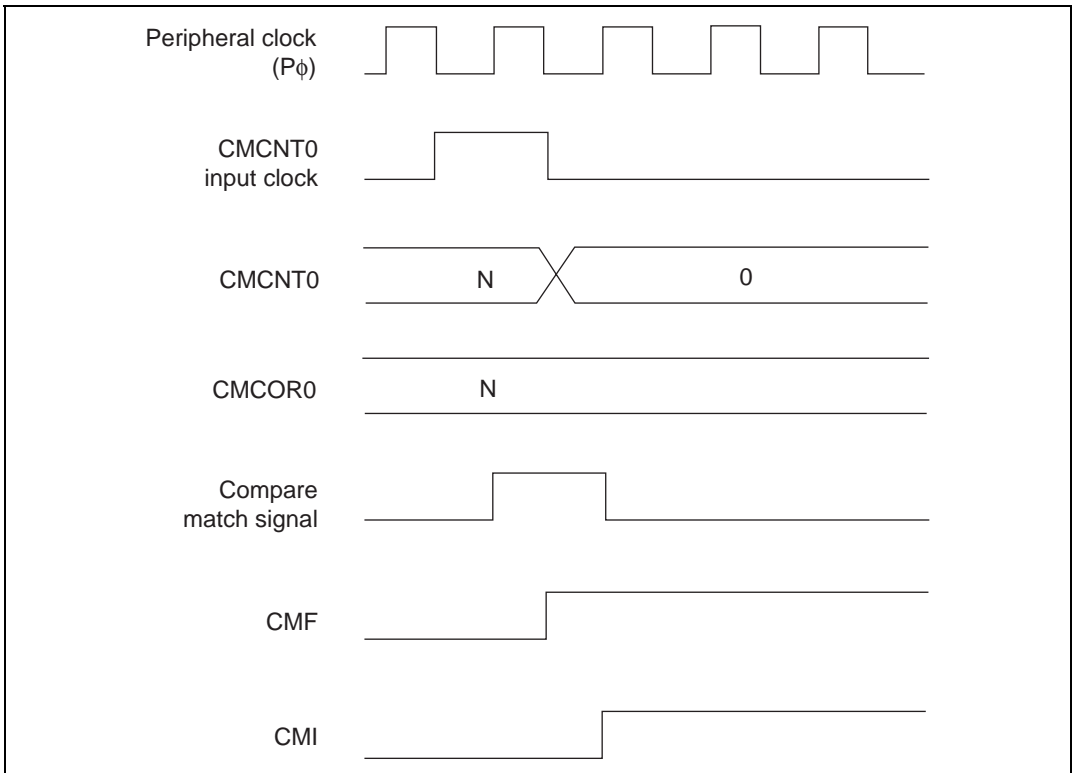 Peripheral clock
(Pϕ)
CMCNT0
input clock
CMCNT0
N
0
CMCOR0
N
Compare
match signal
CMF
CMI